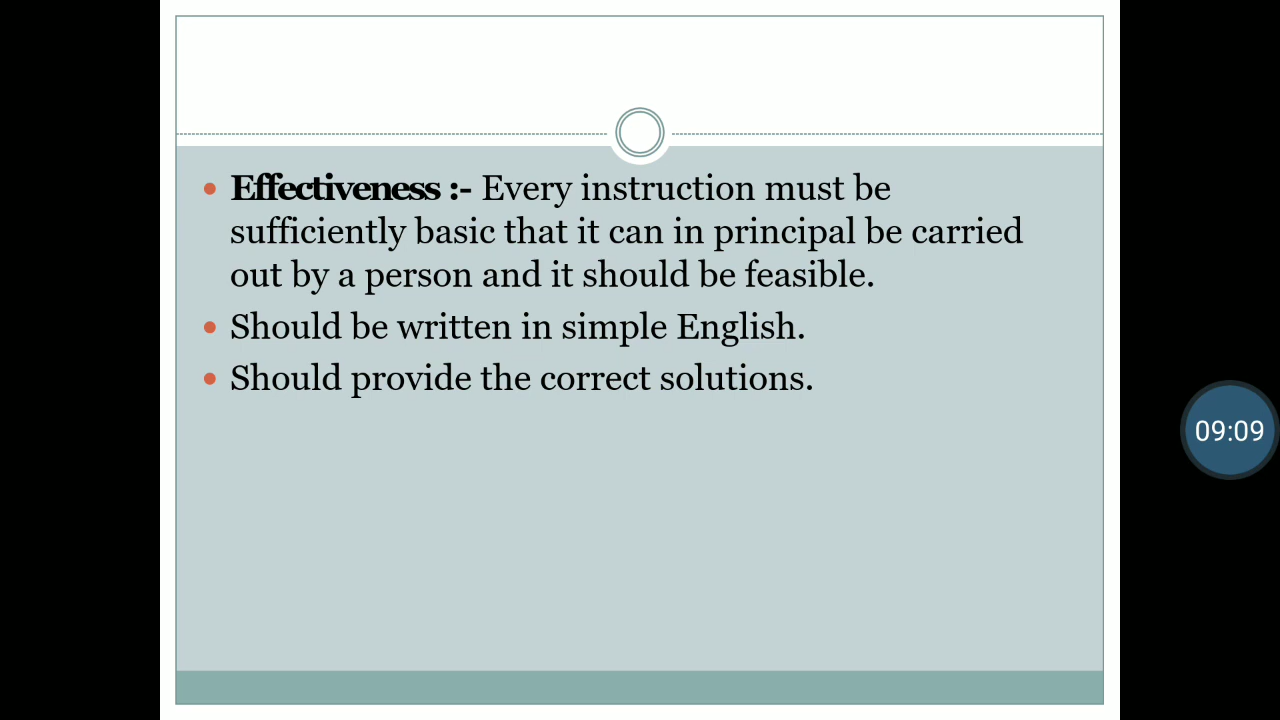 Effectiveness :- Every instruction must be
sufficiently basic that it can in principal be carried
out by a person and it should be feasible.
Should be written in simple English.
Should provide the correct solutions.
09:09